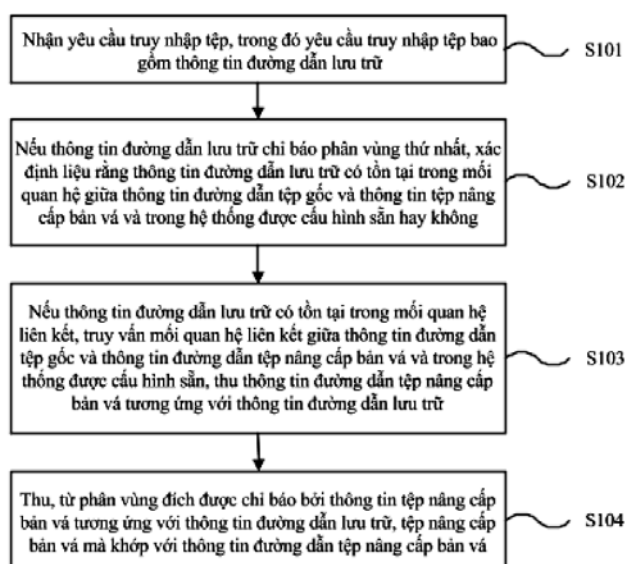 Nhận yêu cầu truy nhập tệp, trong đó yêu cầu truy nhập tệp bao
gồm thông tin đường dẫn lưu trữ
S101
Nếu thông tin đường dẫn lưu trữ chỉ báo phân vùng thứ nhất, xác
định liệu rằng thông tin đường dẫn lưu trữ có tồn tại trong mối
quan hệ giữa thông tin đường dẫn tệp gốc và thông tin tệp nâng
cấp bản vá và trong hệ thống được cấu hình sẵn hay không
S102
Nếu thông tin đường dẫn lưu trữ có tồn tại trong mối quan hệ
liên kết, truy vấn mối quan hệ liên kết giữa thông tin đường dẫn
tệp gốc và thông tin đường dẫn tệp nâng cấp bản vá và trong hệ
thống được cấu hình sẵn, thu thông tin đường dẫn tệp nâng cấp
bản vá tương ứng với thông tin đường dẫn lưu trữ
S103
Thu, từ phân vùng đích được chỉ báo bởi thông tin tệp nâng cấp
bản vá tương ứng với thông tin đường dẫn lưu trữ, tệp nâng cấp
bản vá mà khớp với thông tin đường dẫn tệp nâng cấp bản vá
S104